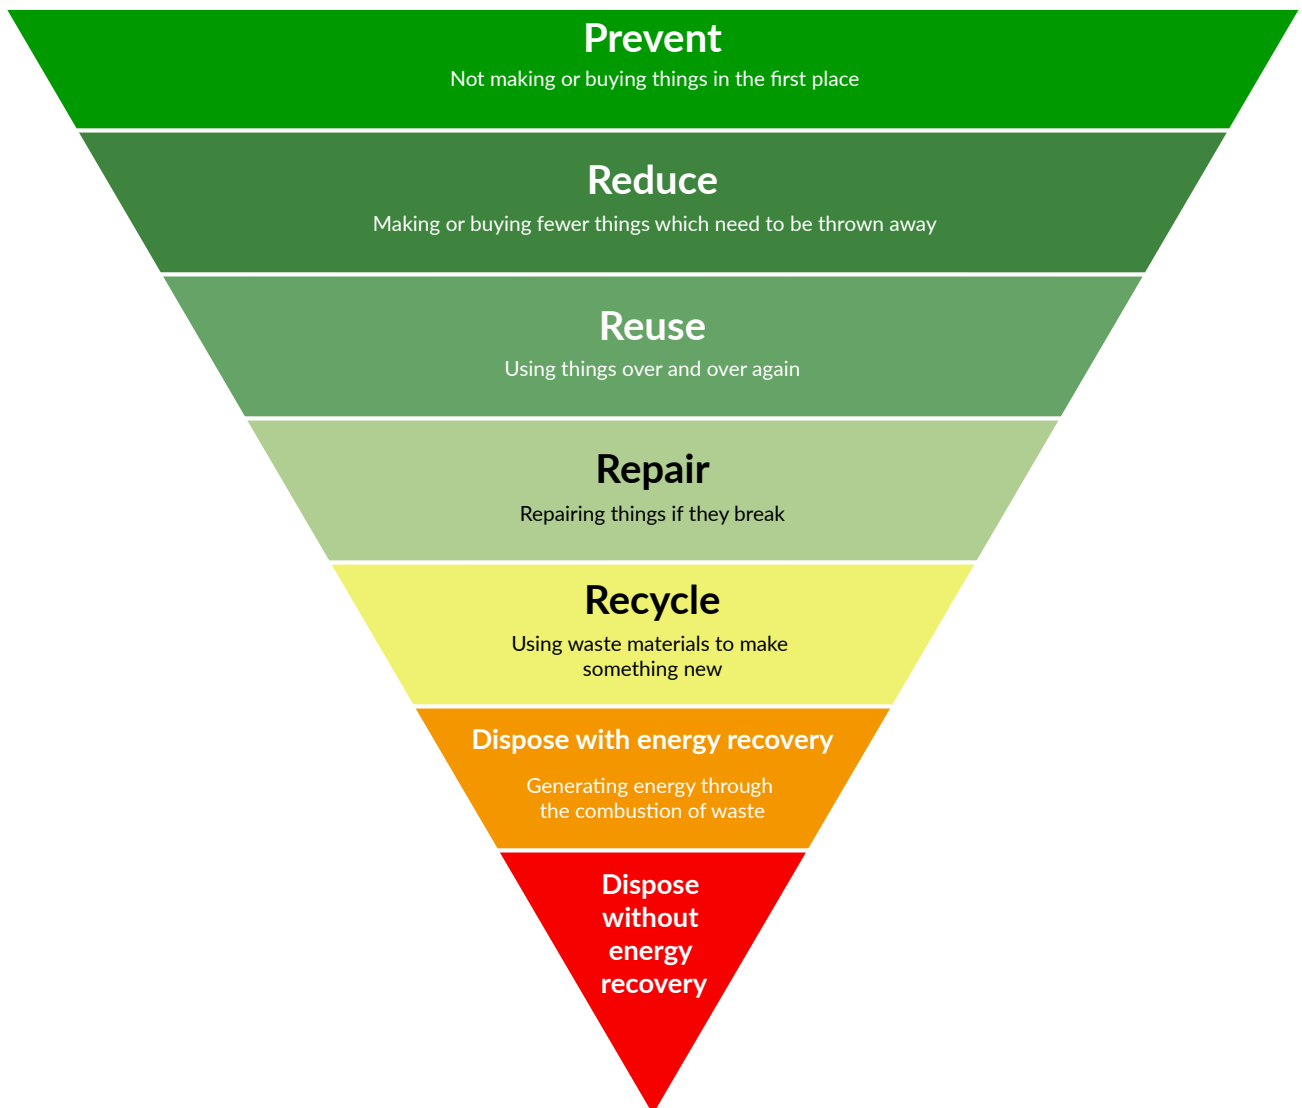 Prevent
Not making or buying things in the first place
Reduce
Making or buying fewer things which need to be thrown away
Reuse
Using things over and over again
Repair
Repairing things if they break
Recycle
Using waste materials to make
something new
Dispose with energy recovery
Generating energy through
the combustion of waste
Dispose
without
energy
recovery